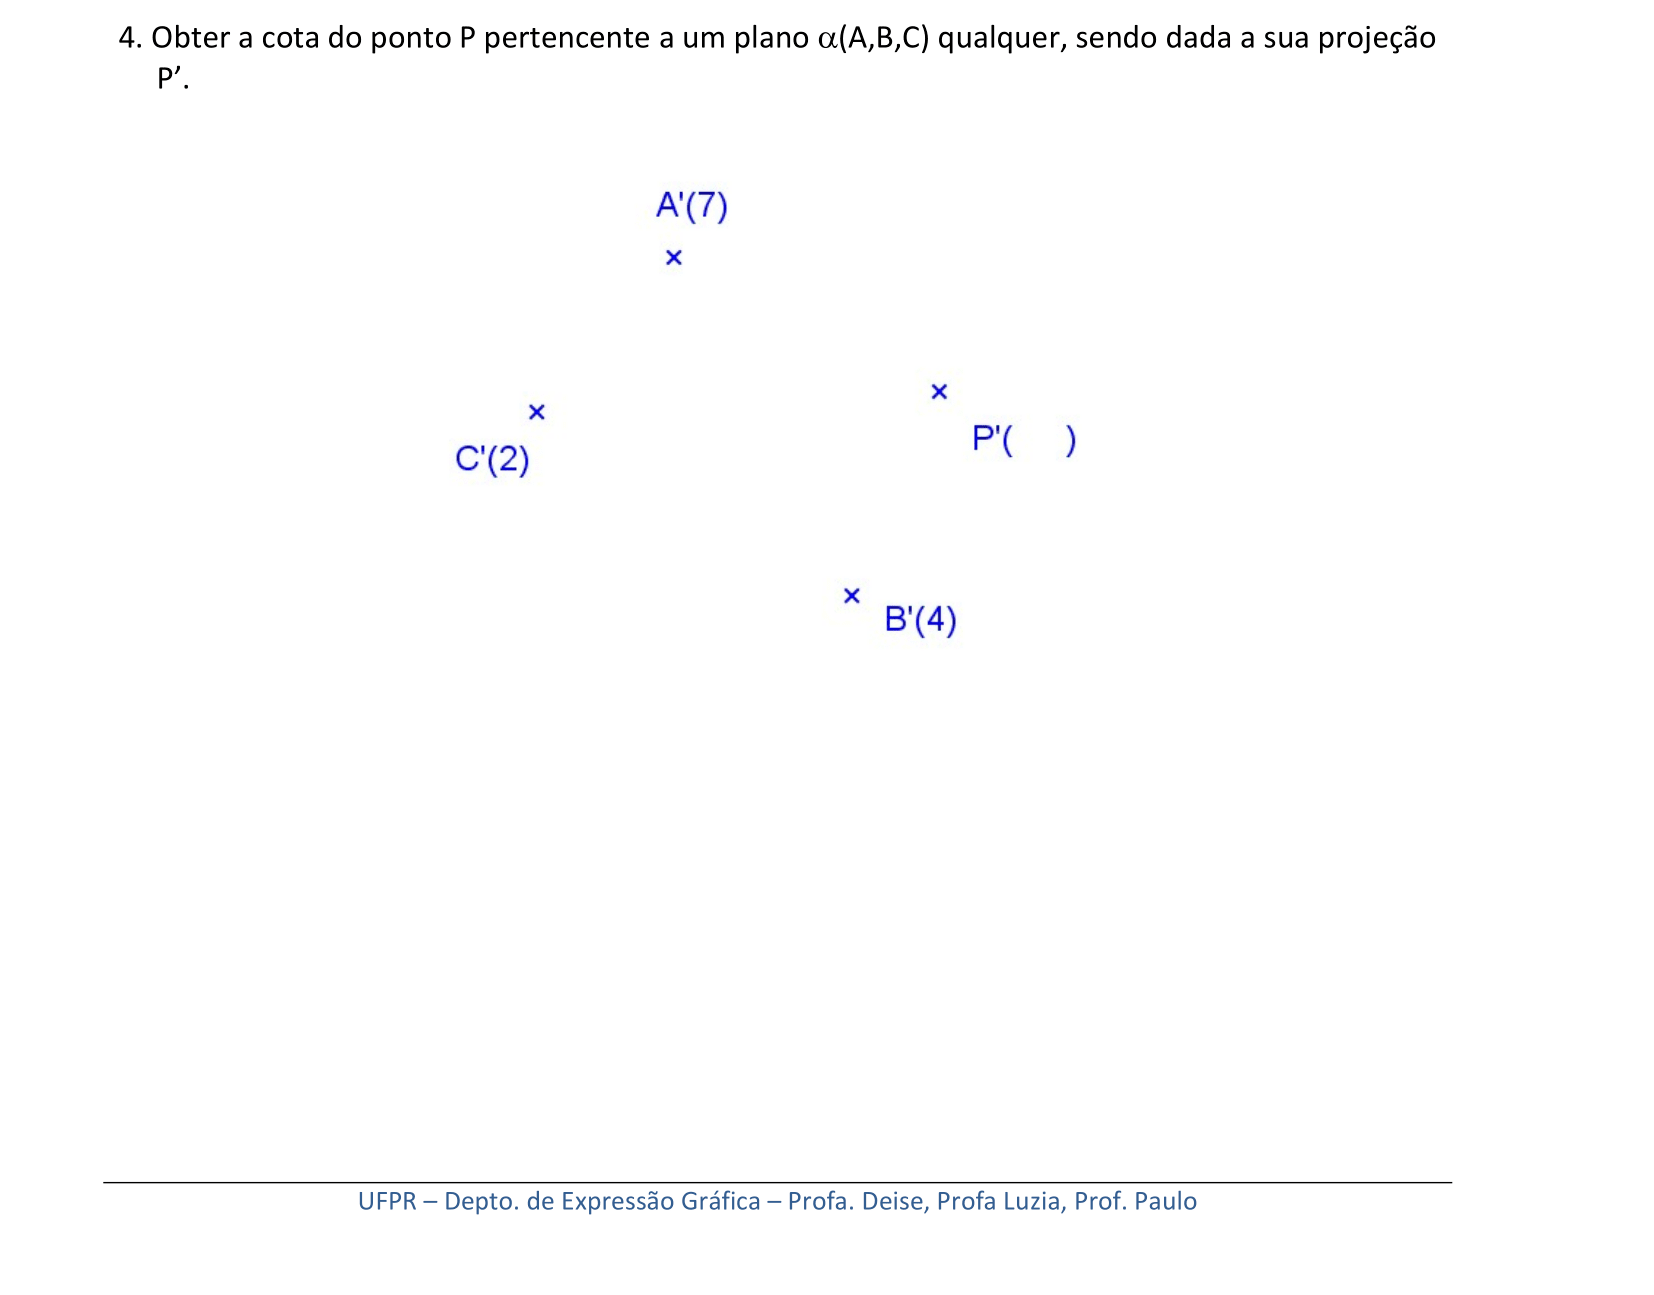 4. Obter a cota do ponto P pertencente a um plano α(A,B,C) qualquer, sendo dada a sua projeção
P’.
A'(7)
C'(2)
P'( )
B'(4)
UFPR – Depto. de Expressão Gráfica – Profa. Deise, Profa Luzia, Prof. Paulo